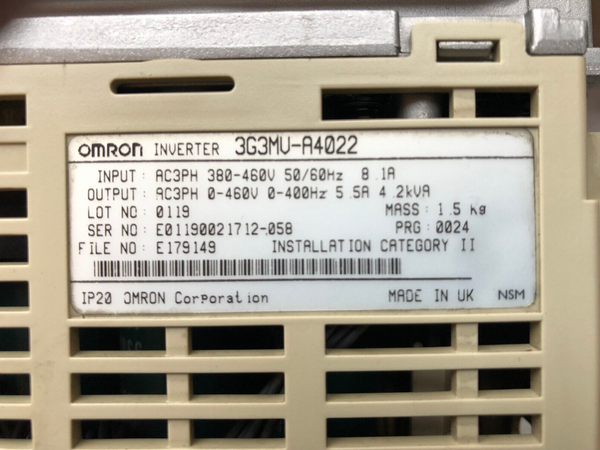 OMRON INVERTER 3G3MV-A4022
INPUT : AC3PH 380-460V 50/60Hz 8.1A
OUTPUT : AC3PH 0-460V 0-400Hz 5.5A 4.2kVA
LOT NO : 0119 MASS : 1.5 kg
SER NO : E01190021712-058 PRG : 0024
FILE NO : E179149 INSTALLATION CATEGORY II
IP20 OMRON Corporation MADE IN UK NSM